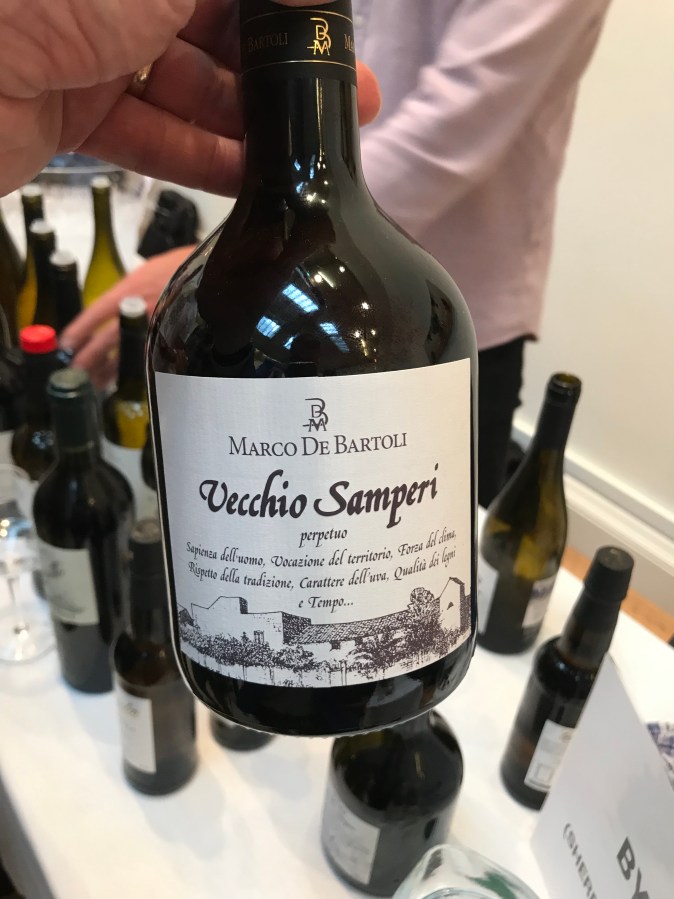 BARTOLI
MARCO DE BARTOLI
Vecchio Samperi
perpetuo
Sapienza dell'uomo, Vocazione del territorio, Forza del clima,
Rispetto della tradizione, Carattere dell'uva, Qualità dei legni
e Tempo...